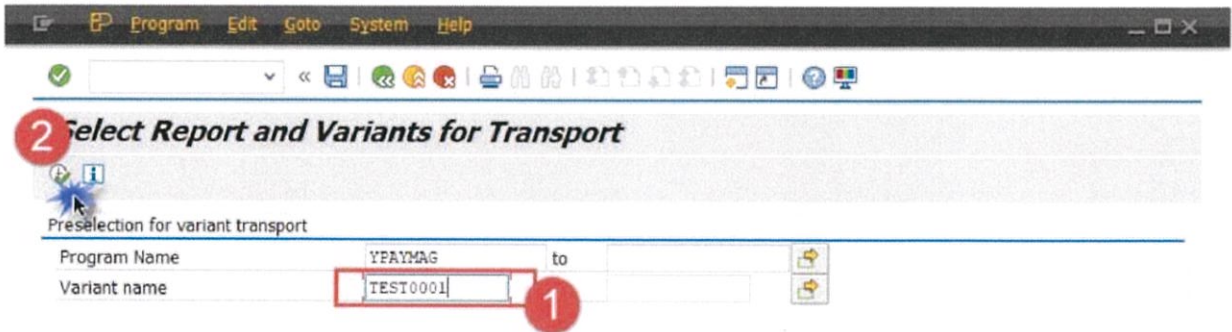 Program Edit Goto System Help
2
Select Report and Variants for Transport
Preselection for variant transport
Program Name YPAYMAG to
Variant name TEST0001
1